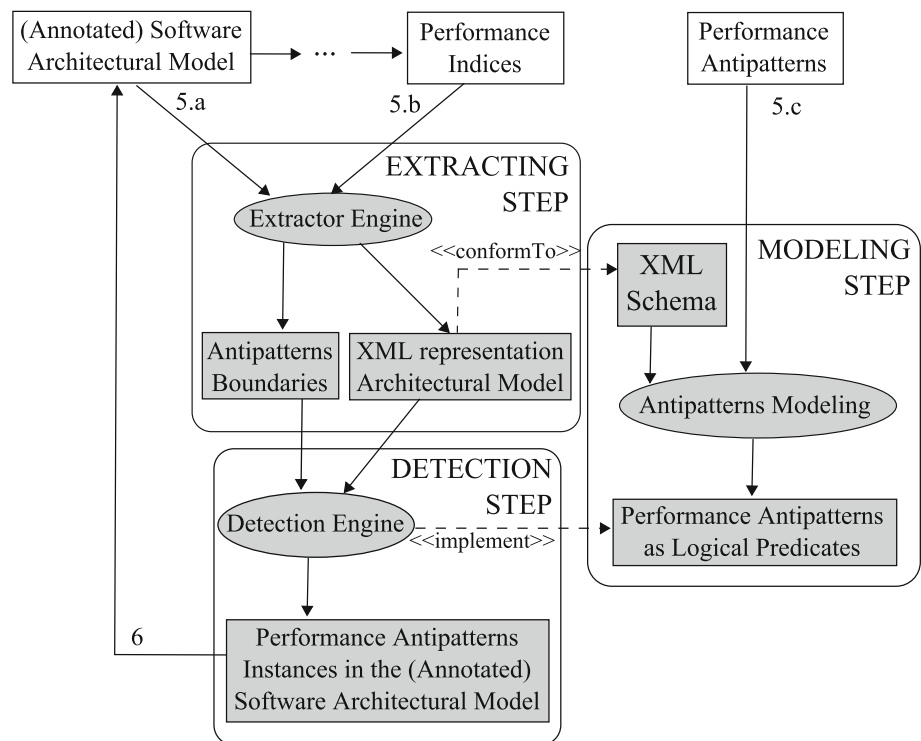 (Annotated) Software
Architectural Model
...
Performance
Indices
Performance
Antipatterns
5.a
5.b
5.c
EXTRACTING
STEP
Extractor Engine
<<conformTo>>
MODELING
STEP
XML
Schema
Antipatterns
Boundaries
XML representation
Architectural Model
Antipatterns Modeling
DETECTION
STEP
Detection Engine
<<implement>>
Performance Antipatterns
as Logical Predicates
6
Performance Antipatterns
Instances in the (Annotated)
Software Architectural Model